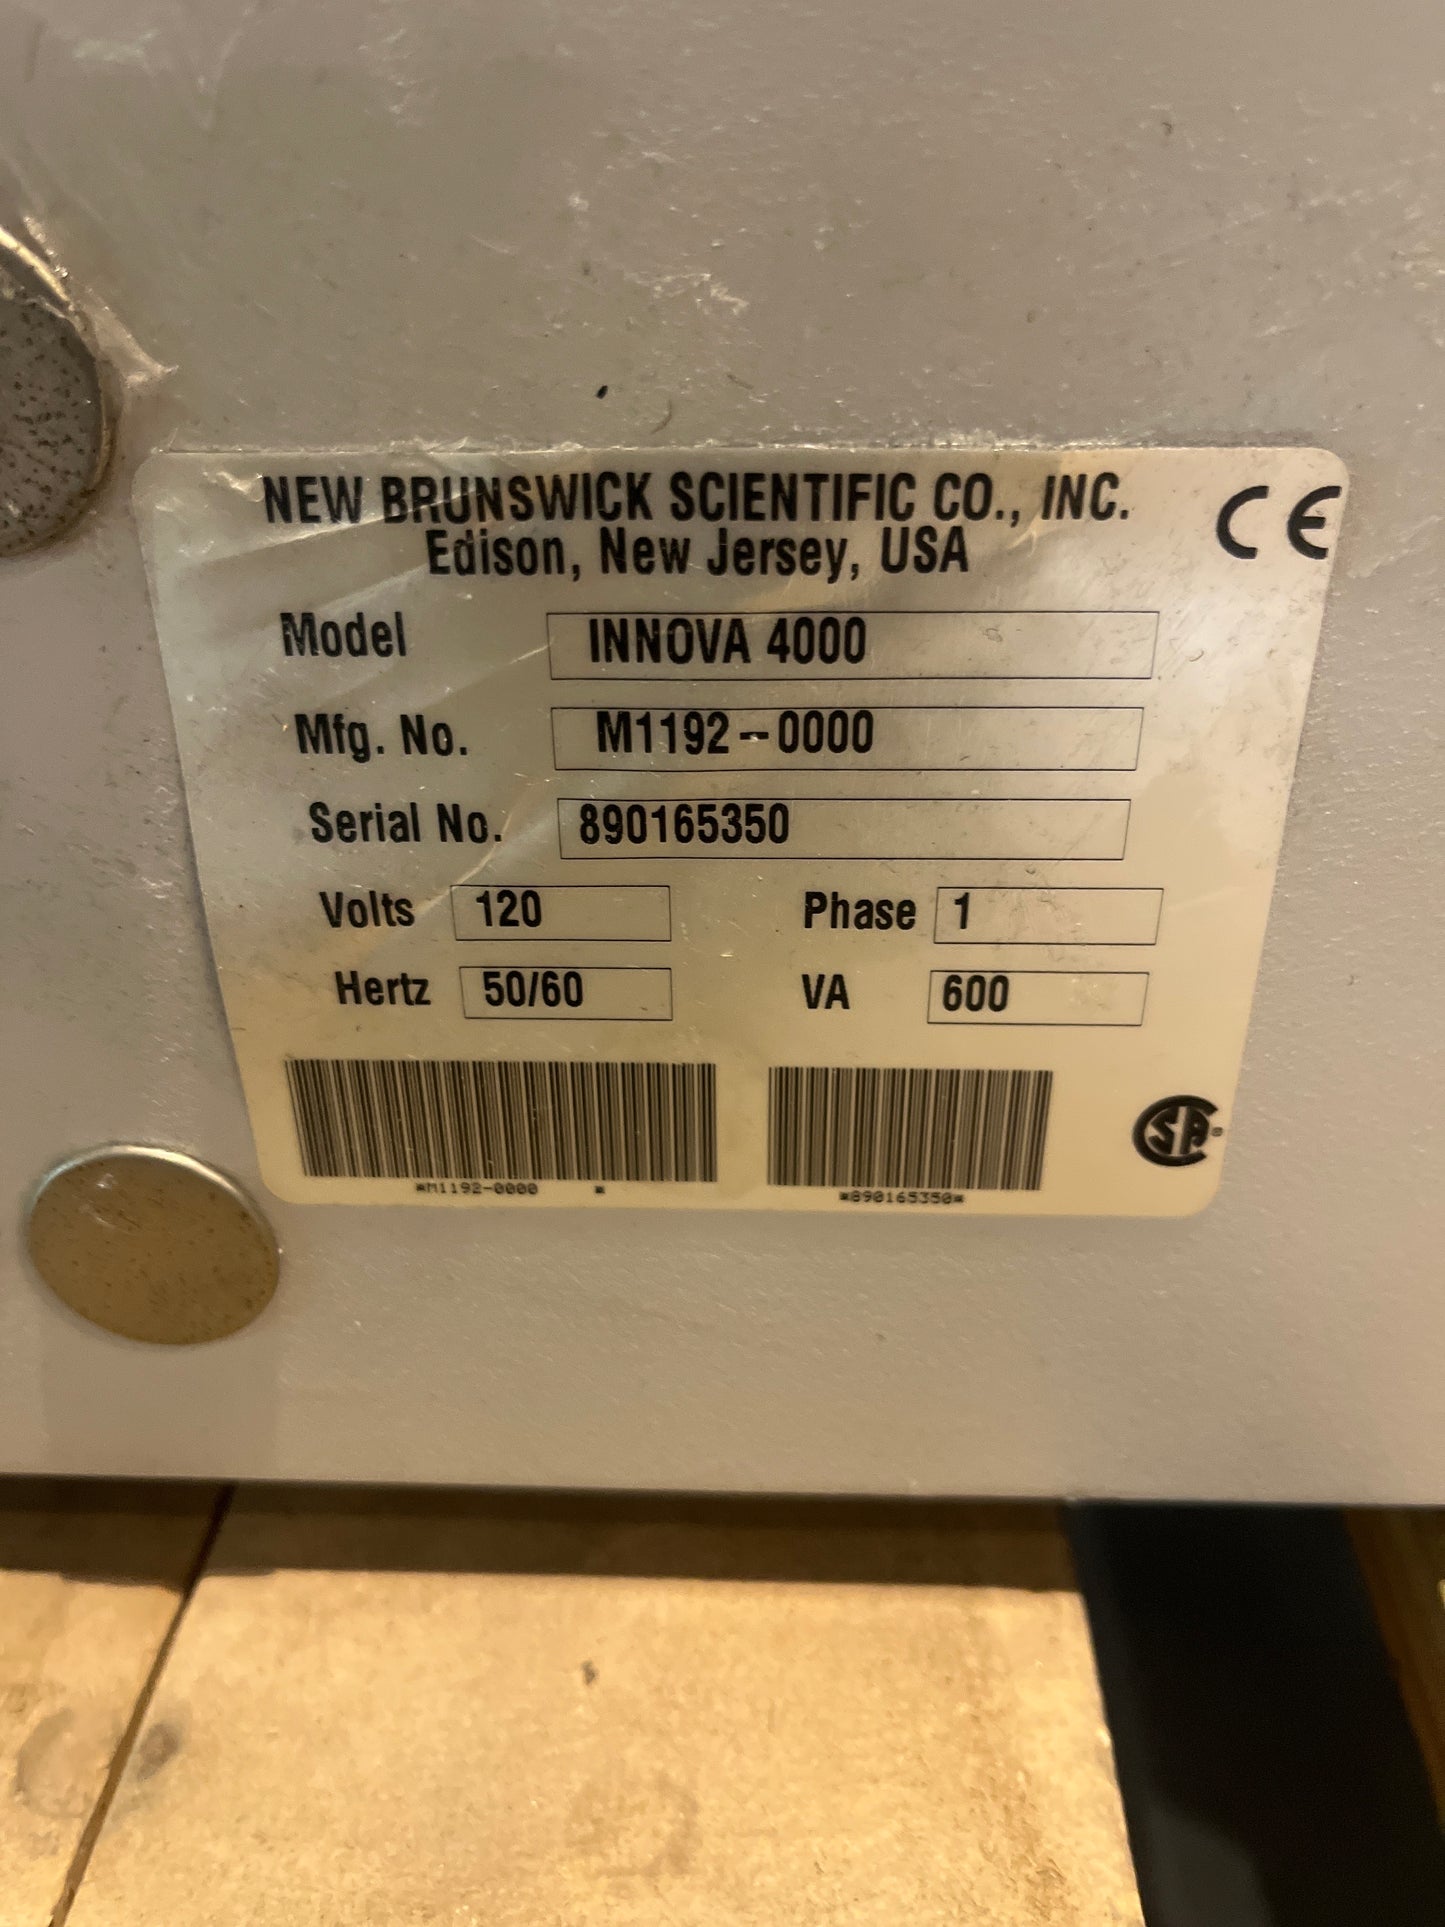 NEW BRUNSWICK SCIENTIFIC CO., INC.
CE
Edison, New Jersey, USA
Model INNOVA 4000
Mfg. No. M1192-0000
Serial No. 890165350
Volts 120 Phase 1
Hertz 50/60 VA 600
*M1192-0000 *
*890165350*
CSA